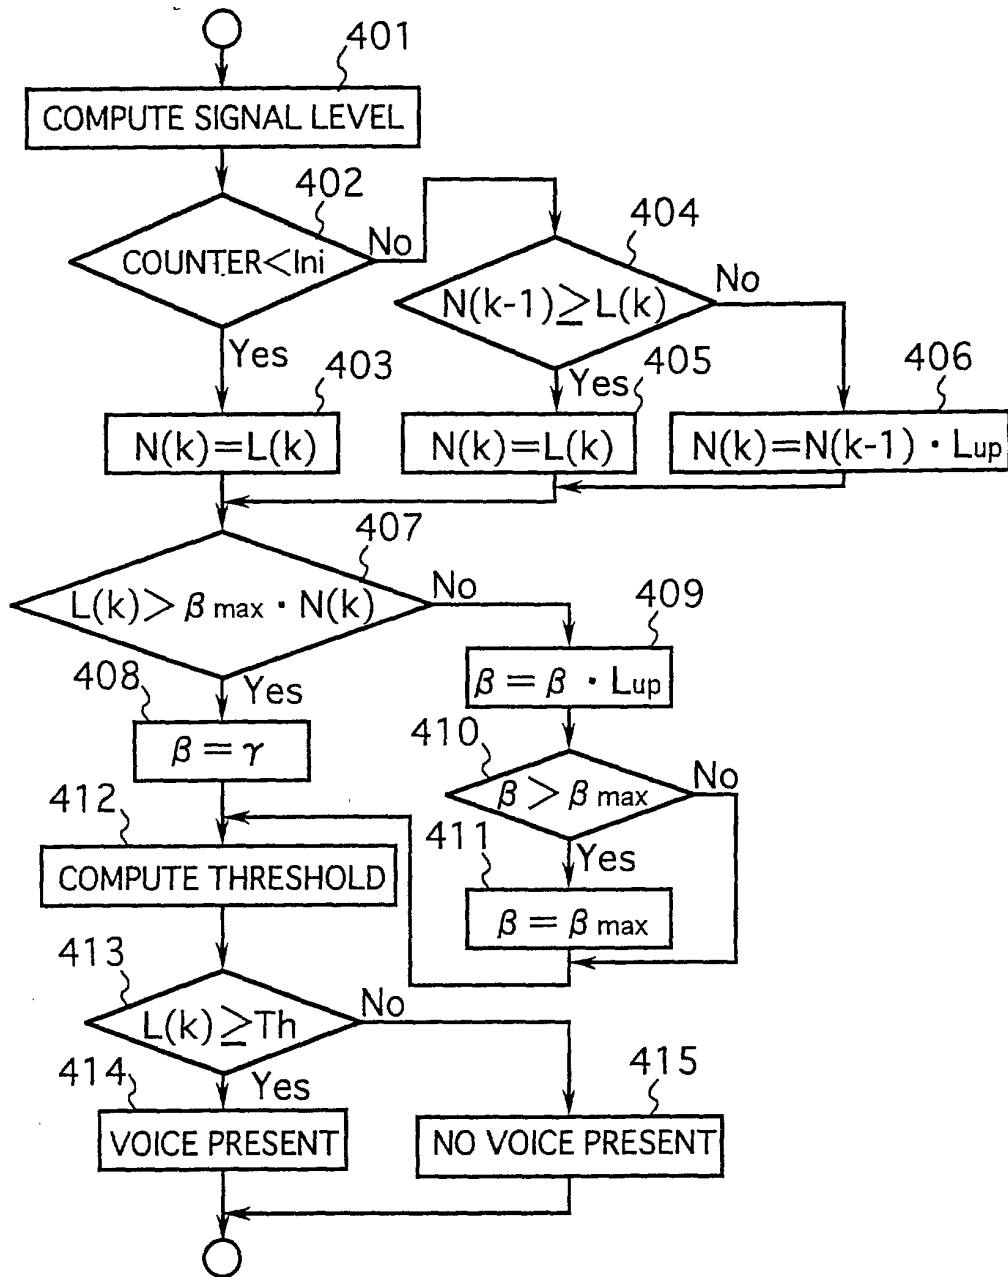 401
COMPUTE SIGNAL LEVEL
402
COUNTER<Ini
No
Yes
404
N(k-1)≥L(k)
No
Yes
403
N(k)=L(k)
405
N(k)=L(k)
406
N(k)=N(k-1)・Lup
407
L(k)>βmax・N(k)
No
Yes
408
β=γ
409
β=β・Lup
410
β>βmax
No
Yes
411
β=βmax
412
COMPUTE THRESHOLD
413
L(k)≥Th
No
Yes
414
VOICE PRESENT
415
NO VOICE PRESENT